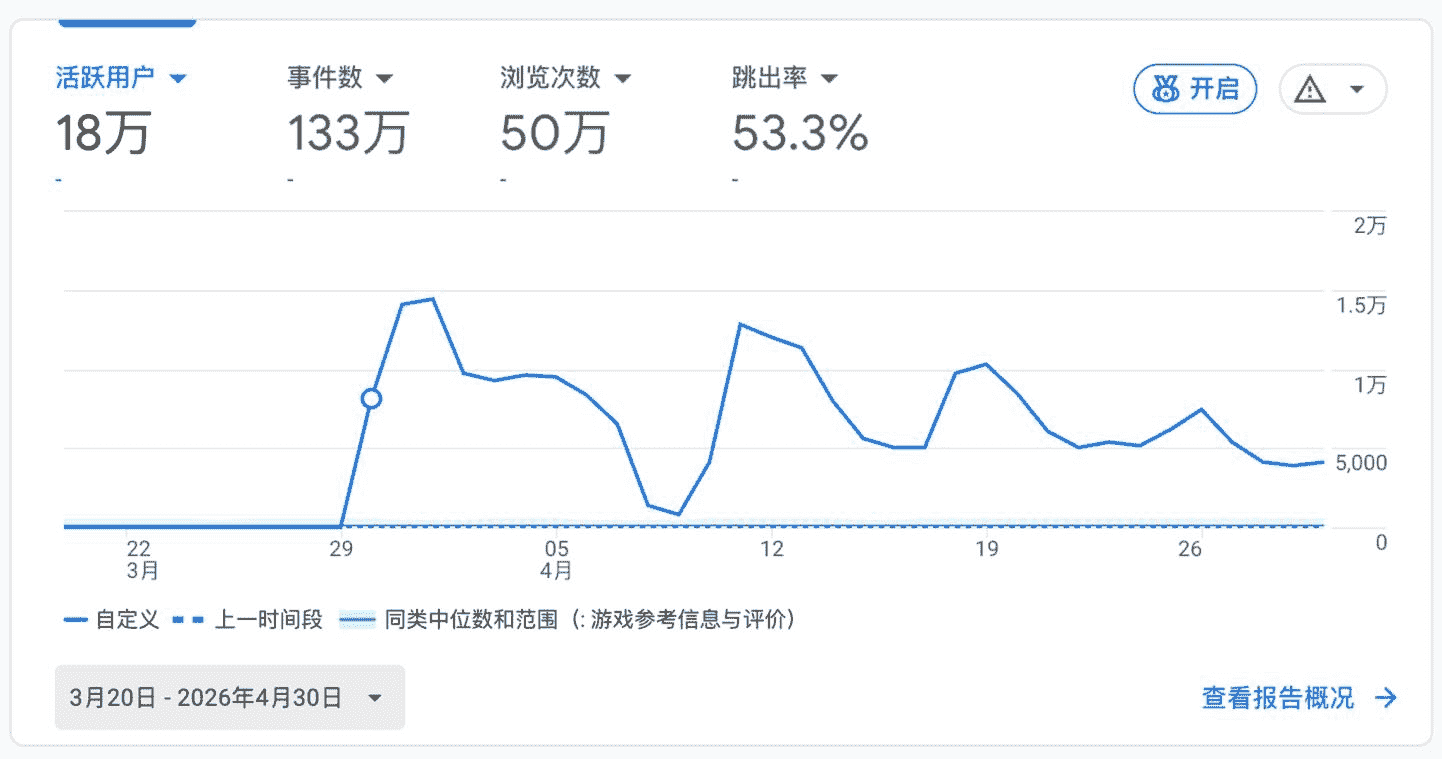 活跃用户 事件数 浏览次数 跳出率 开启
18万 133万 50万 53.3%
- - - -
2万
1.5万
1万
5,000
0
22 29 05 12 19 26
3月 4月
自定义 上一时间段 同类中位数和范围（: 游戏参考信息与评价）
3月20日 - 2026年4月30日 查看报告概况